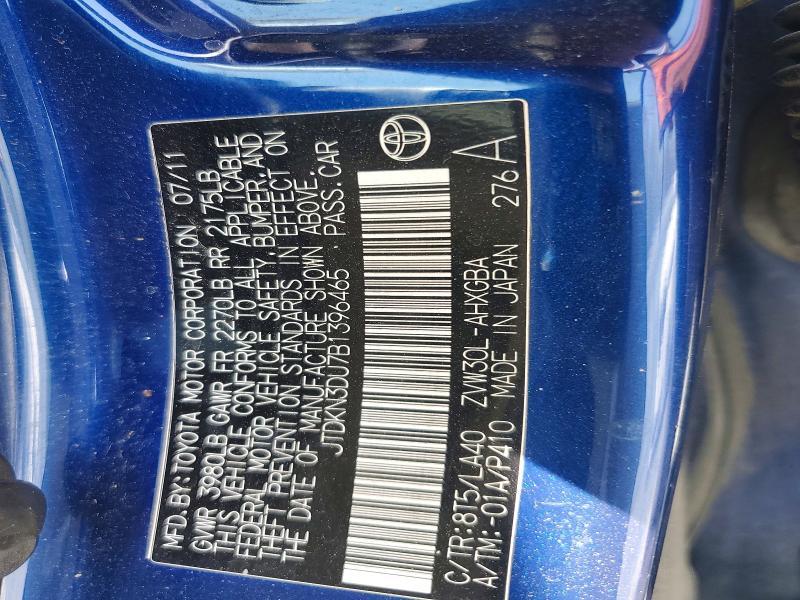 MFD. BY: TOYOTA MOTOR CORPORATION 07/11
GVWR 3980LB GAWR FR 2270LB RR 2175LB
THIS VEHICLE CONFORMS TO ALL APPLICABLE
FEDERAL MOTOR VEHICLE SAFETY, BUMPER, AND
THEFT PREVENTION STANDARDS IN EFFECT ON
THE DATE OF MANUFACTURE SHOWN ABOVE.
JTDKN3DU7B1396465 PASS. CAR
C/TR:8T5/LA40 ZVW30L-AHXGBA
A/TM:-01A/P410 MADE IN JAPAN 276 A